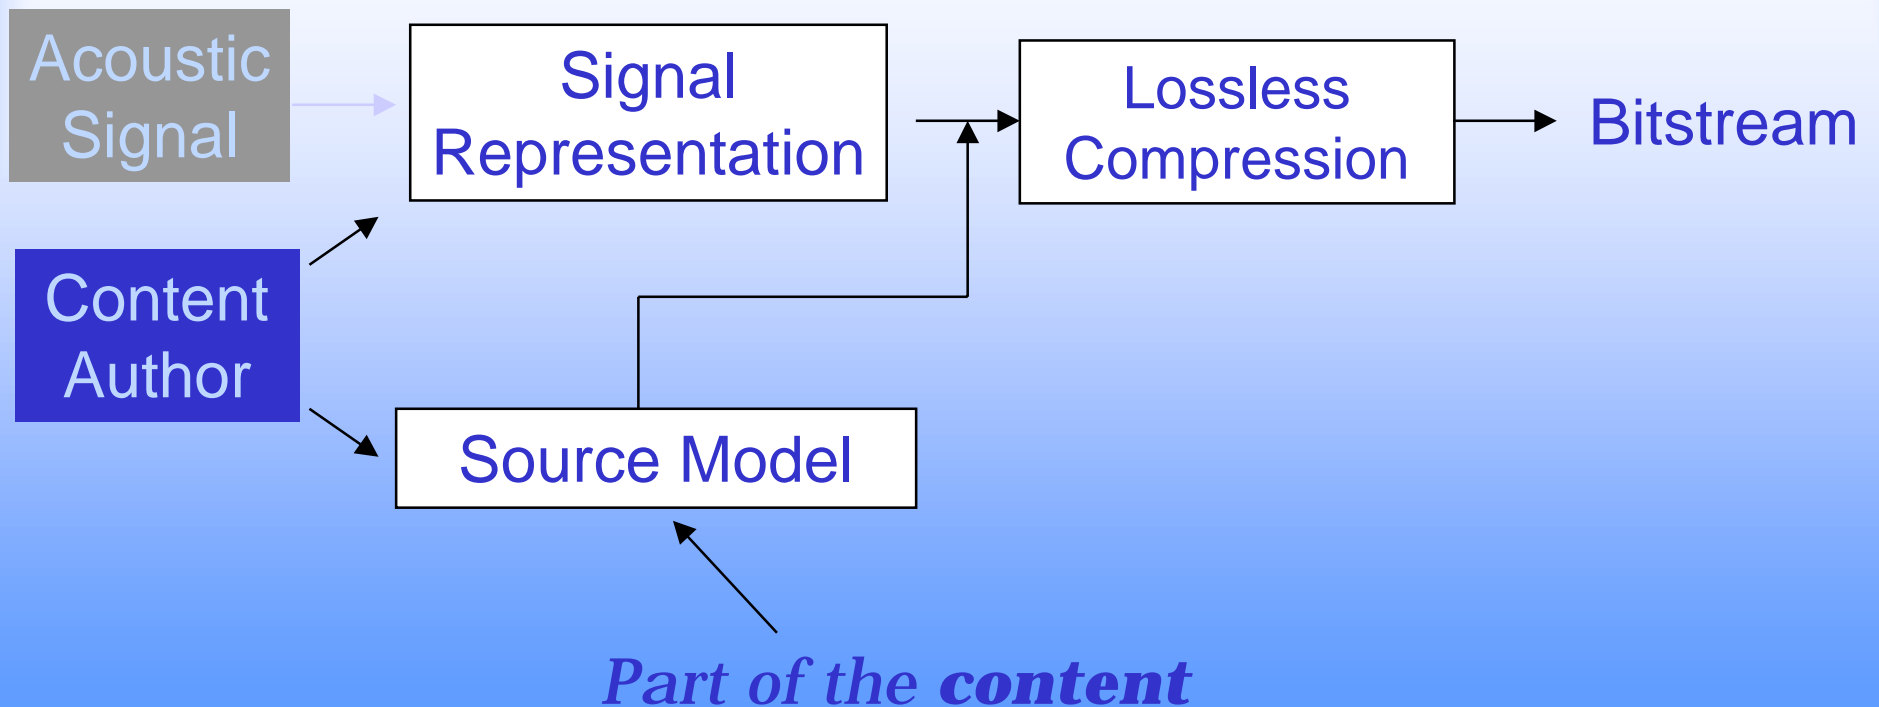 Acoustic
Signal
Signal
Representation
Lossless
Compression
Bitstream
Content
Author
Source Model
Part of the content